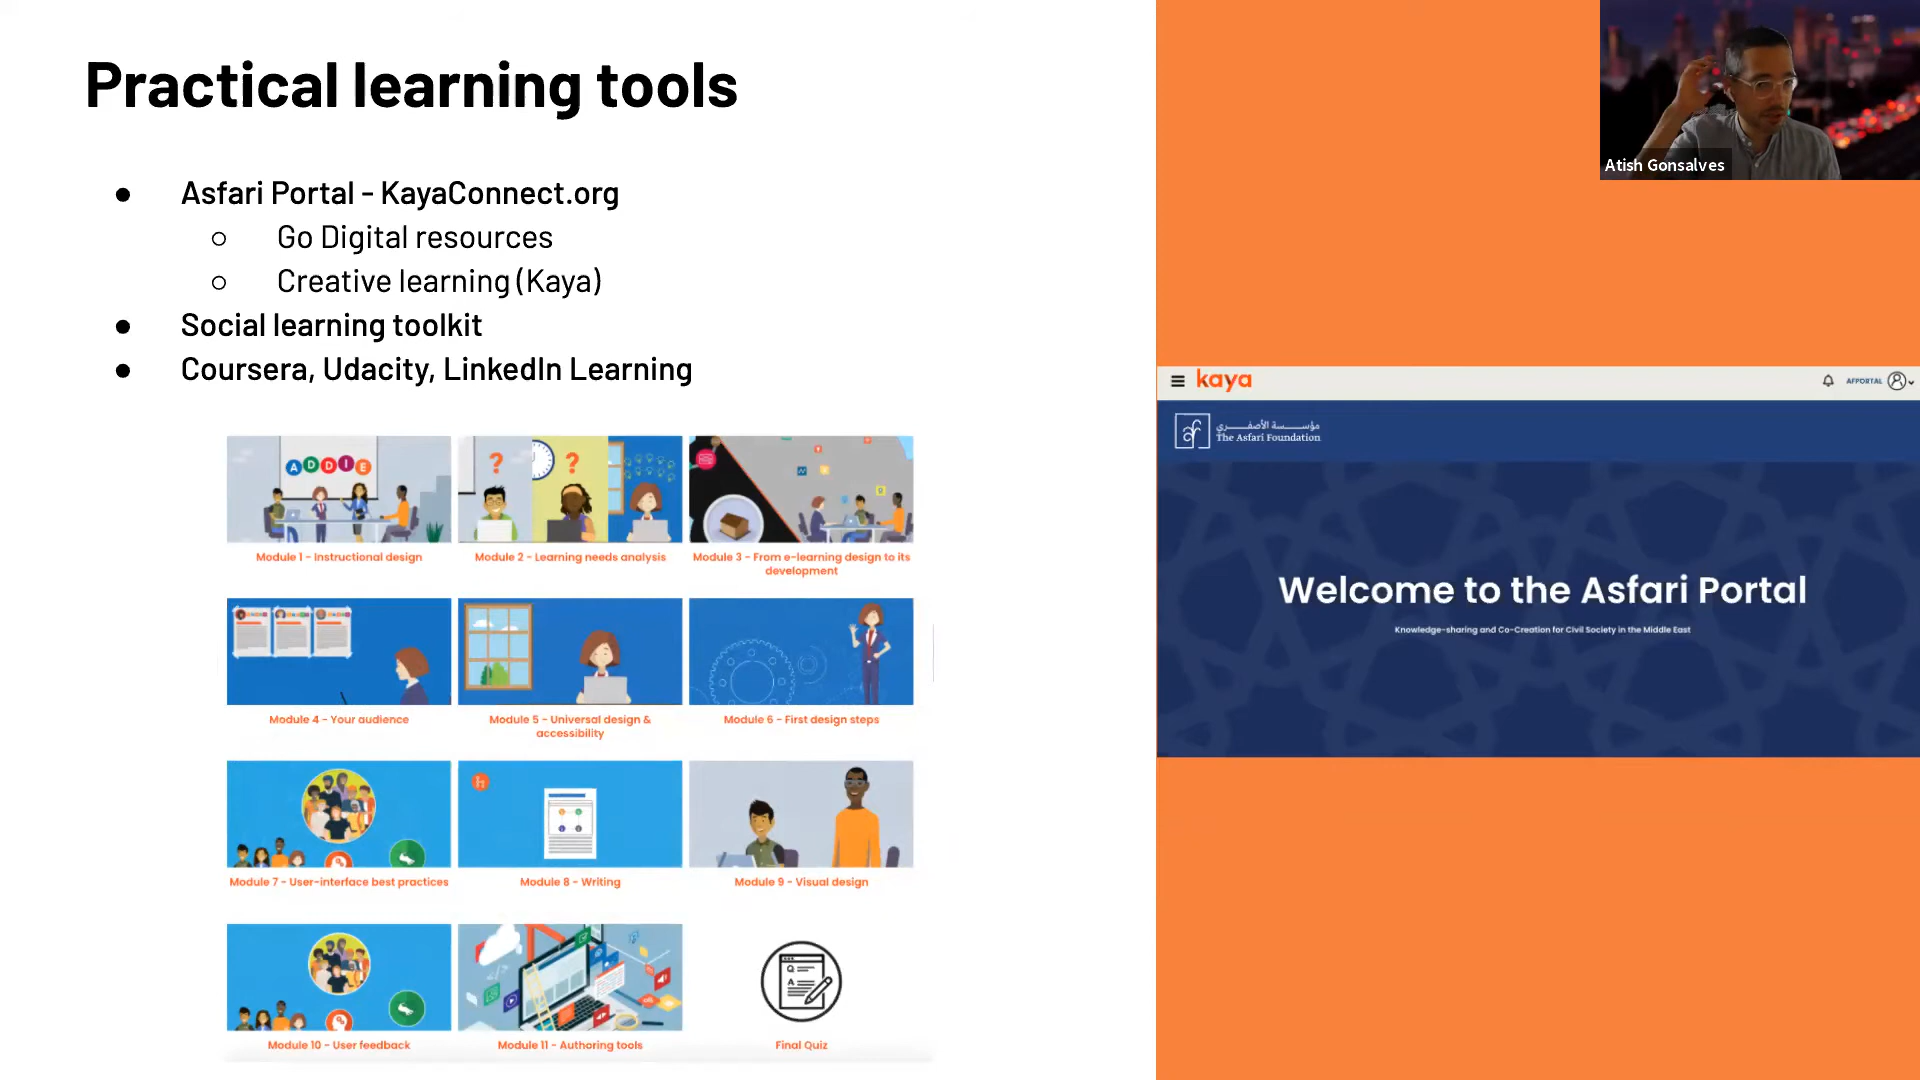 Practical learning tools
Asfari Portal - KayaConnect.org
Go Digital resources
Creative learning (Kaya)
Social learning toolkit
Coursera, Udacity, LinkedIn Learning
ADDIE
? ?
Module 1 - Instructional design
Module 2 - Learning needs analysis
Module 3 - From e-learning design to its
development
Module 4 - Your audience
Module 5 - Universal design &
accessibility
Module 6 - First design steps
Module 7 - User-interface best practices
Module 8 - Writing
Module 9 - Visual design
Module 10 - User feedback
Module 11 - Authoring tools
Q
A
Final Quiz
Atish Gonsalves
kaya
AFPORTAL
af
مؤسسة الأصفري
The Asfari Foundation
Welcome to the Asfari Portal
Knowledge-sharing and Co-Creation for Civil Society in the Middle East